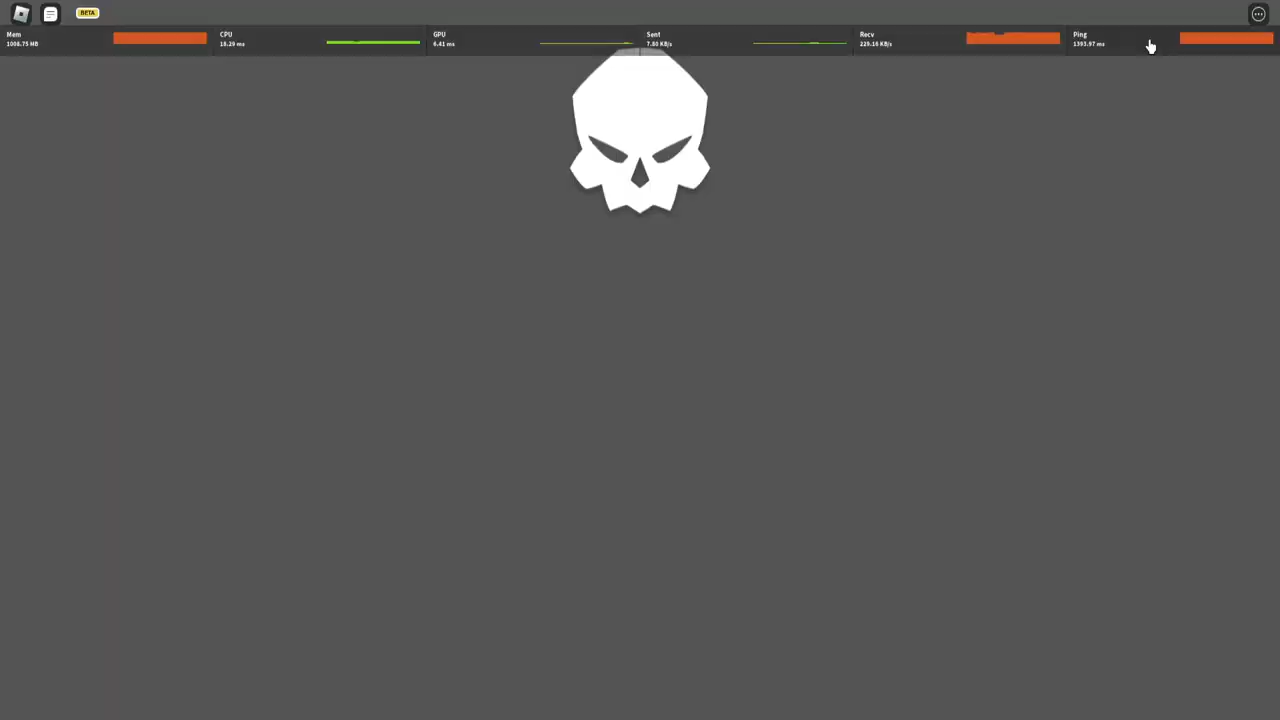 BETA
Mem
1008.75 MB
CPU
18.29 ms
GPU
6.41 ms
Sent
7.80 KB/s
Recv
229.16 KB/s
Ping
1393.97 ms